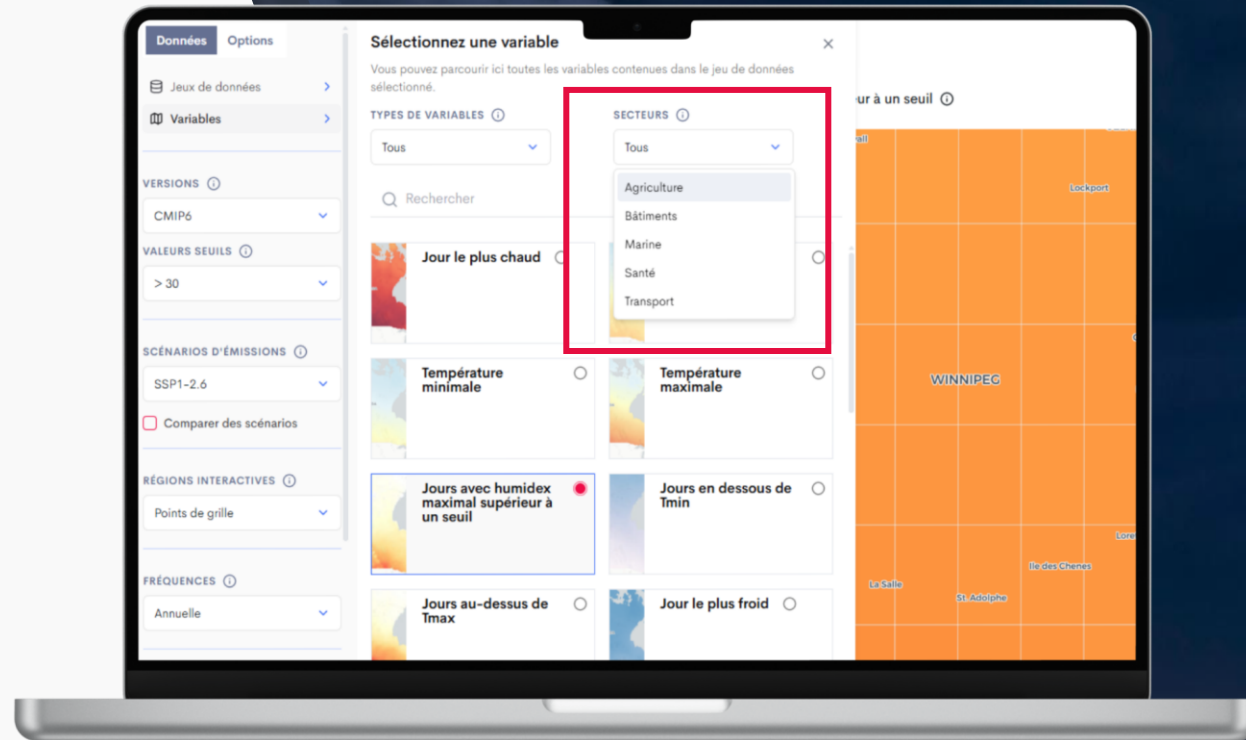 Données
Options
Jeux de données
Variables
VERSIONS
CMIP6
VALEURS SEUILS
> 30
SCÉNARIOS D'ÉMISSIONS
SSP1-2.6
Comparer des scénarios
RÉGIONS INTERACTIVES
Points de grille
FRÉQUENCES
Annuelle
Sélectionnez une variable
Vous pouvez parcourir ici toutes les variables contenues dans le jeu de données
sélectionné.
TYPES DE VARIABLES
Tous
SECTEURS
Tous
Agriculture
Bâtiments
Marine
Santé
Transport
Rechercher
Jour le plus chaud
Température
minimale
Température
maximale
Jours avec humidex
maximal supérieur à
un seuil
Jours en dessous de
Tmin
Jours au-dessus de
Tmax
Jour le plus froid
à un seuil
Lockport
WINNIPEG
Ile des Chenes
La Salle
St. Adolphe